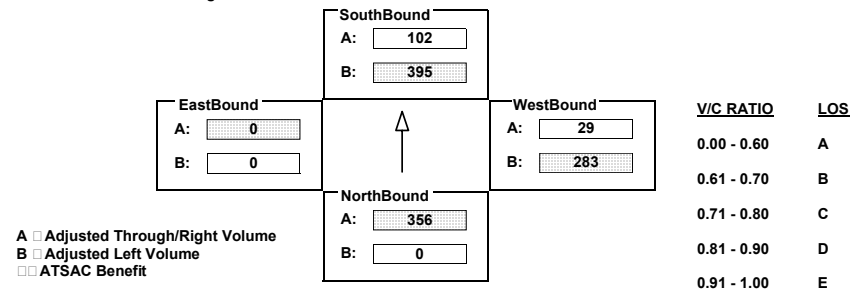 SouthBound
A: 102
B: 395
EastBound
A: 0
B: 0
WestBound
A: 29
B: 283
NorthBound
A: 356
B: 0
A □ Adjusted Through/Right Volume
B □ Adjusted Left Volume
□□ ATSAC Benefit
V/C RATIO LOS
0.00 - 0.60 A
0.61 - 0.70 B
0.71 - 0.80 C
0.81 - 0.90 D
0.91 - 1.00 E